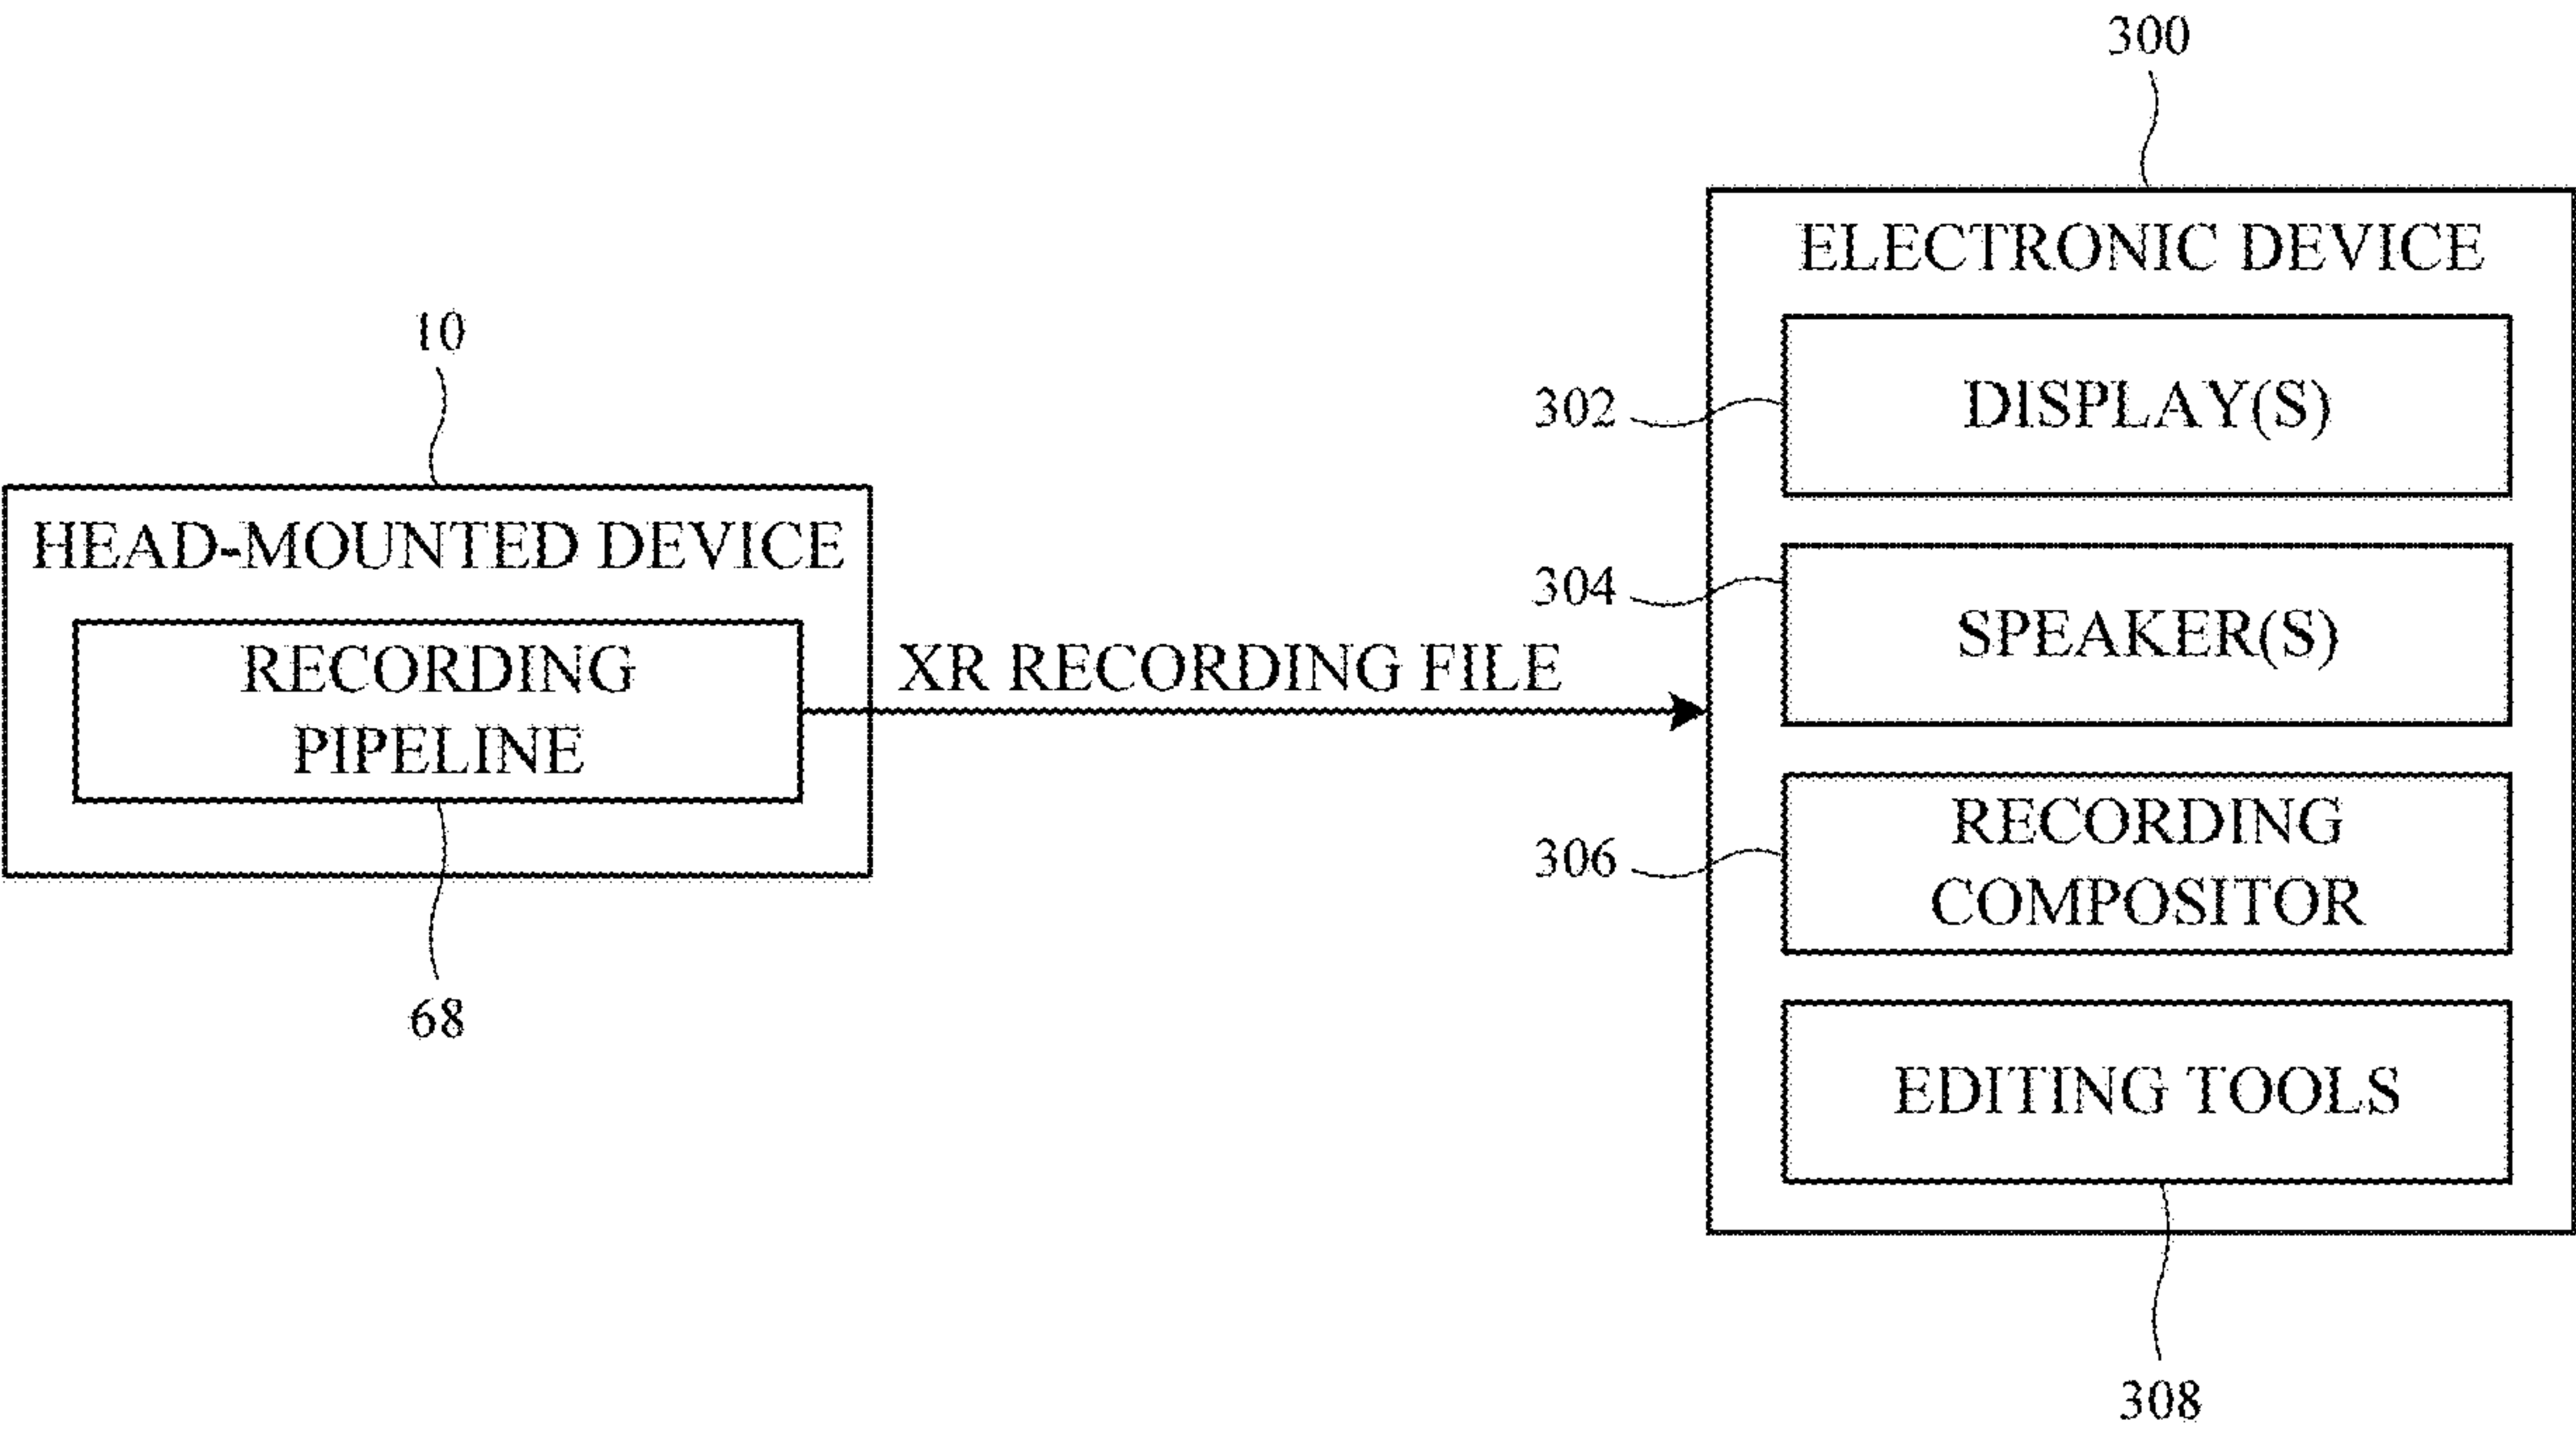 300
ELECTRONIC DEVICE
10
302
DISPLAY(S)
HEAD-MOUNTED DEVICE
304
SPEAKER(S)
RECORDING
PIPELINE
XR RECORDING FILE
306
RECORDING
COMPOSITOR
68
EDITING TOOLS
308